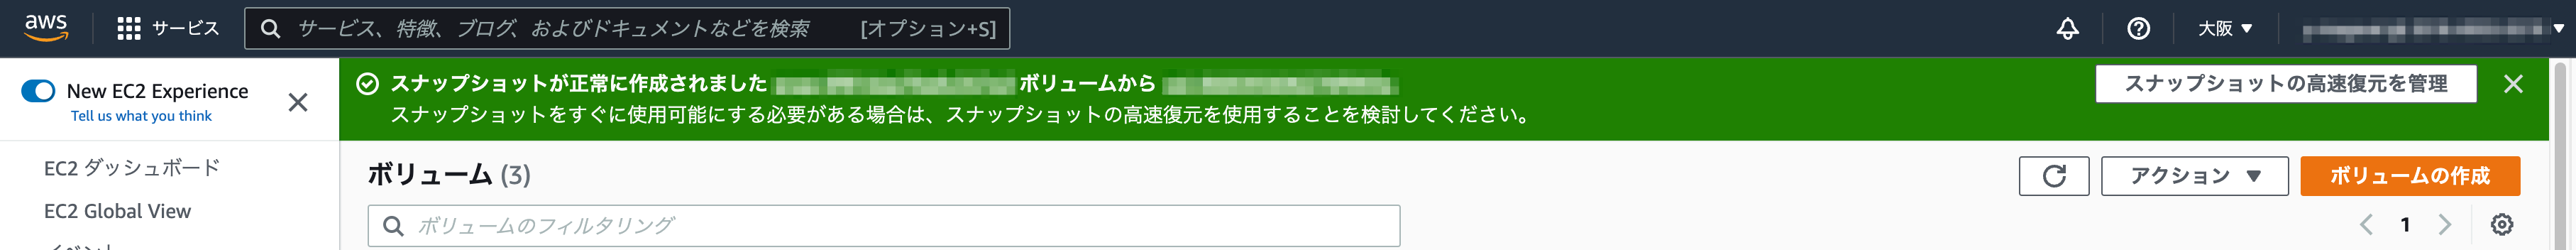 aws
サービス
サービス、特徴、ブログ、およびドキュメントなどを検索
[オプション+S]
大阪
New EC2 Experience
Tell us what you think
スナップショットが正常に作成されました ボリュームから
スナップショットをすぐに使用可能にする必要がある場合は、スナップショットの高速復元を使用することを検討してください。
スナップショットの高速復元を管理
EC2 ダッシュボード
EC2 Global View
イベント
ボリューム (3)
アクション
ボリュームの作成
ボリュームのフィルタリング
1